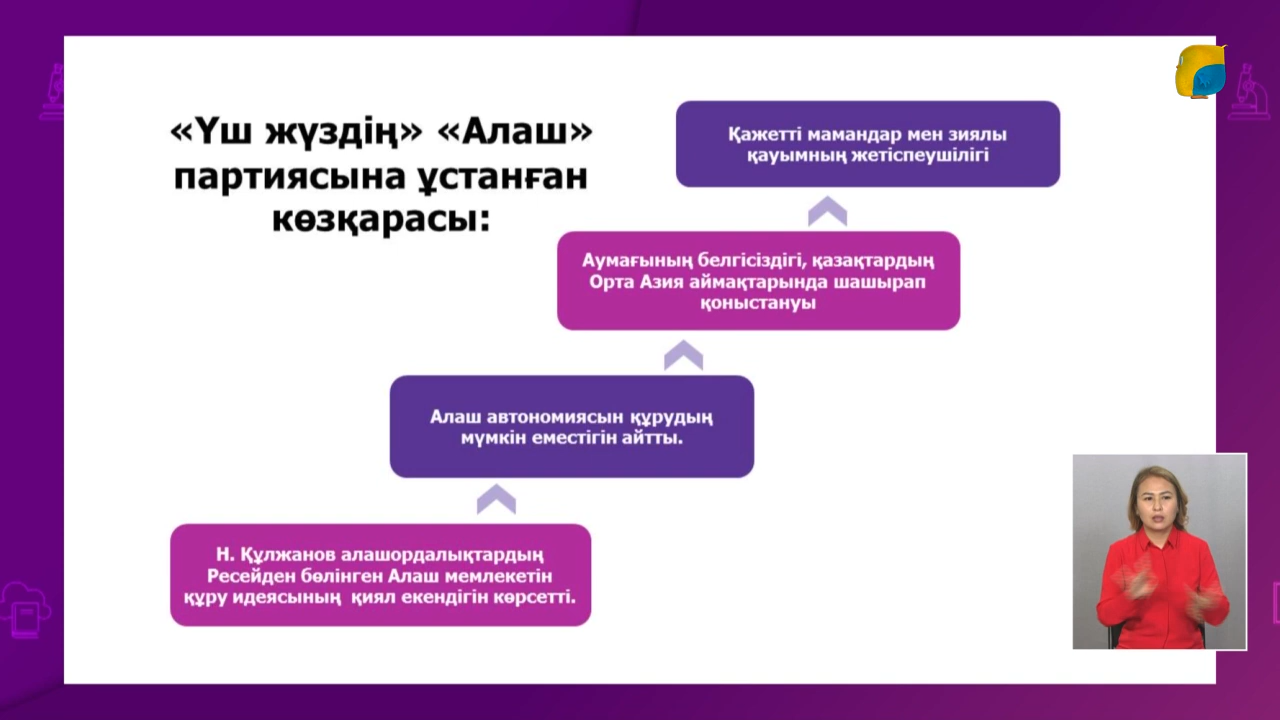 «Үш жүздің» «Алаш»
партиясына ұстанған
көзқарасы:
Қажетті мамандар мен зиялы
қауымның жетіспеушілігі
Аумағының белгісіздігі, қазақтардың
Орта Азия аймақтарында шашырап
қоныстануы
Алаш автономиясын құрудың
мүмкін еместігін айтты.
Н. Құлжанов алашордалықтардың
Ресейден бөлінген Алаш мемлекетін
құру идеясының қиял екендігін көрсетті.